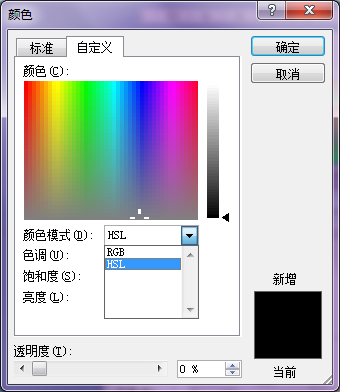 颜色
标准 自定义
确定
取消
颜色(C):
颜色模式(D): HSL
RGB
HSL
色调(U):
饱和度(S):
亮度(L):
新增
当前
透明度(T):
0 %